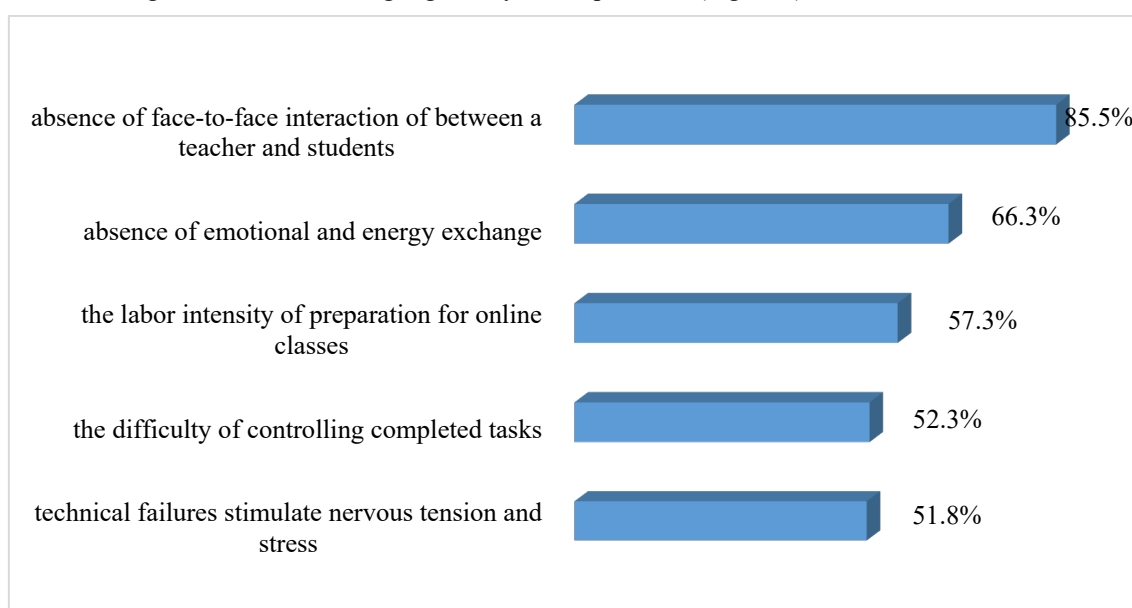 absence of face-to-face interaction of between a
teacher and students
85.5%
absence of emotional and energy exchange
66.3%
the labor intensity of preparation for online
classes
57.3%
the difficulty of controlling completed tasks
52.3%
technical failures stimulate nervous tension and
stress
51.8%